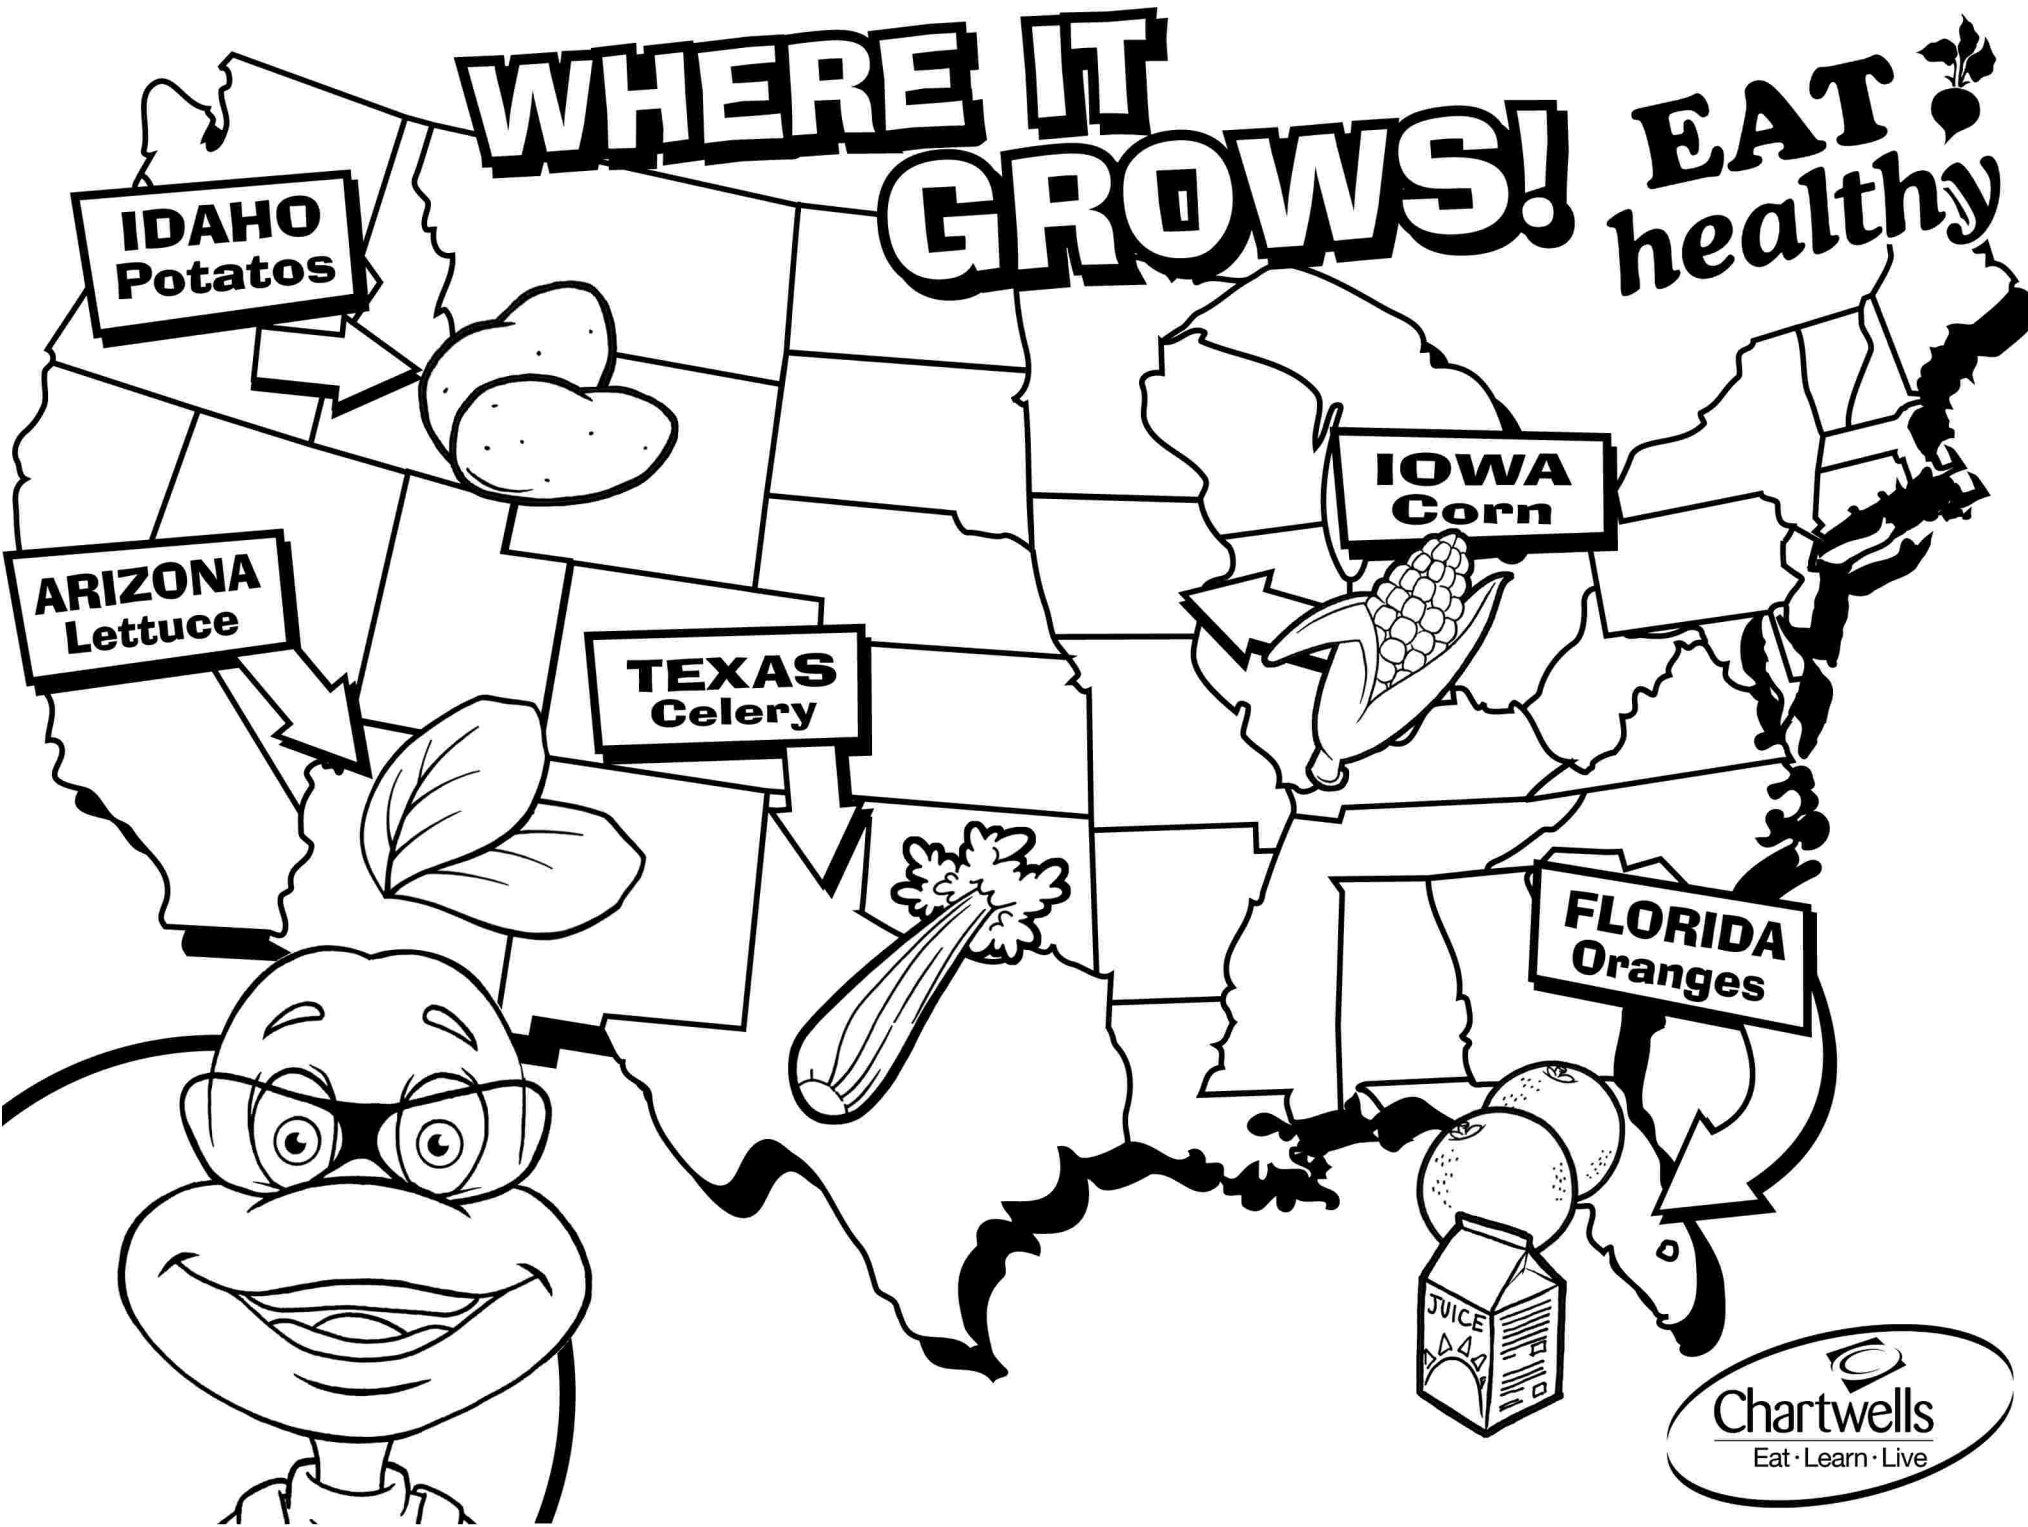 WHERE IT
GROWS!
EAT
healthy
IDAHO
Potatos
IOWA
Corn
ARIZONA
Lettuce
TEXAS
Celery
FLORIDA
Oranges
JUICE
Chartwells
Eat · Learn · Live